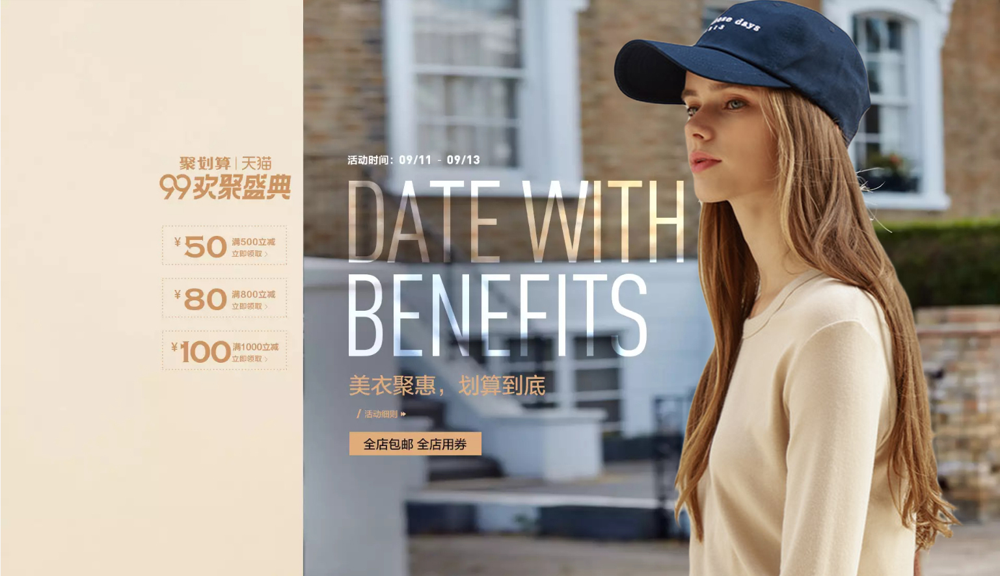 聚划算|天猫
99欢聚盛典
¥50 满500立减
立即领取>
¥80 满800立减
立即领取>
¥100 满1000立减
立即领取>
活动时间：09/11 - 09/13
DATE WITH
BENEFITS
美衣聚惠，划算到底
/ 活动细则
全店包邮 全店用券
days